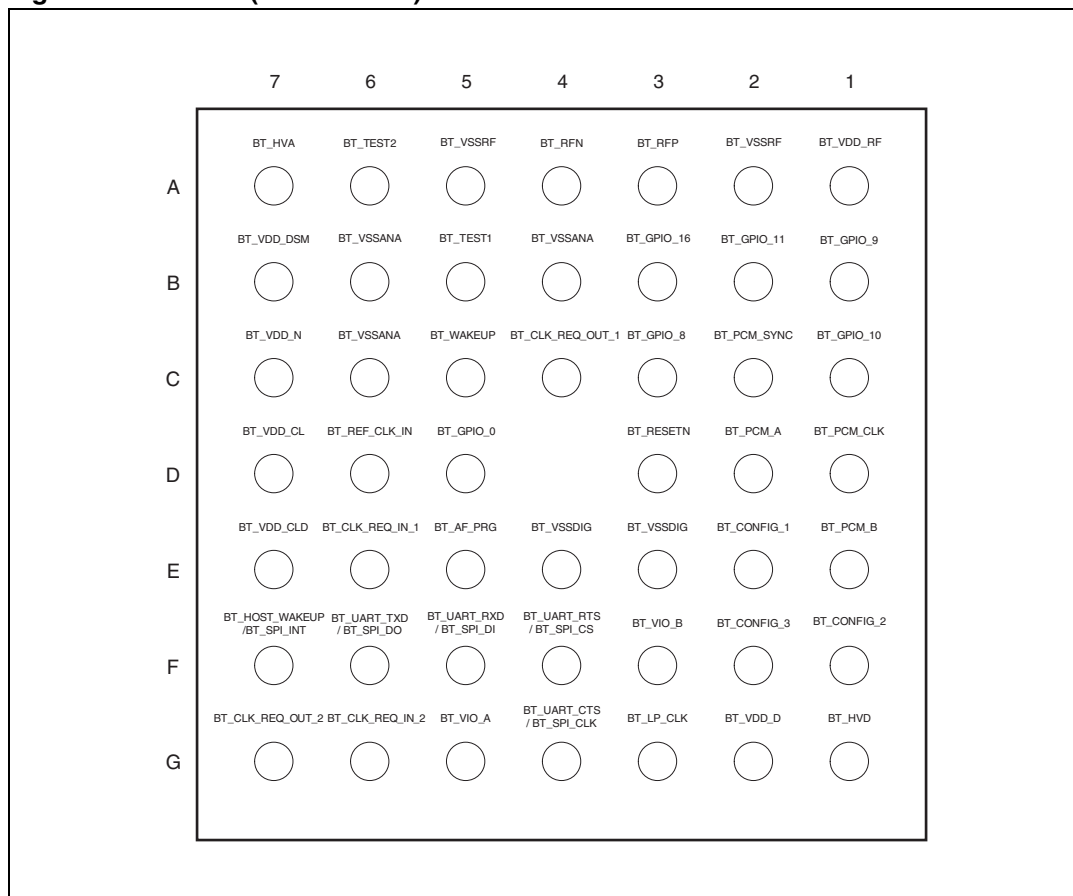 7 6 5 4 3 2 1
BT_HVA BT_TEST2 BT_VSSRF BT_RFN BT_RFP BT_VSSRF BT_VDD_RF
A
BT_VDD_DSM BT_VSSANA BT_TEST1 BT_VSSANA BT_GPIO_16 BT_GPIO_11 BT_GPIO_9
B
BT_VDD_N BT_VSSANA BT_WAKEUP BT_CLK_REQ_OUT_1 BT_GPIO_8 BT_PCM_SYNC BT_GPIO_10
C
BT_VDD_CL BT_REF_CLK_IN BT_GPIO_0 BT_RESETN BT_PCM_A BT_PCM_CLK
D
BT_VDD_CLD BT_CLK_REQ_IN_1 BT_AF_PRG BT_VSSDIG BT_VSSDIG BT_CONFIG_1 BT_PCM_B
E
BT_HOST_WAKEUP BT_UART_TXD BT_UART_RXD BT_UART_RTS BT_VIO_B BT_CONFIG_3 BT_CONFIG_2
/BT_SPI_INT / BT_SPI_DO / BT_SPI_DI / BT_SPI_CS
F
BT_CLK_REQ_OUT_2 BT_CLK_REQ_IN_2 BT_VIO_A BT_UART_CTS BT_LP_CLK BT_VDD_D BT_HVD
/ BT_SPI_CLK
G